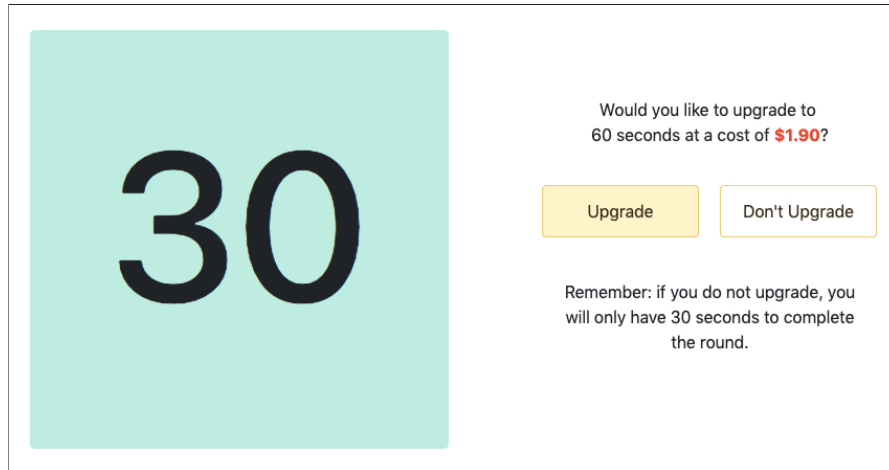 30
Would you like to upgrade to
60 seconds at a cost of $1.90?
Upgrade
Don't Upgrade
Remember: if you do not upgrade, you
will only have 30 seconds to complete
the round.